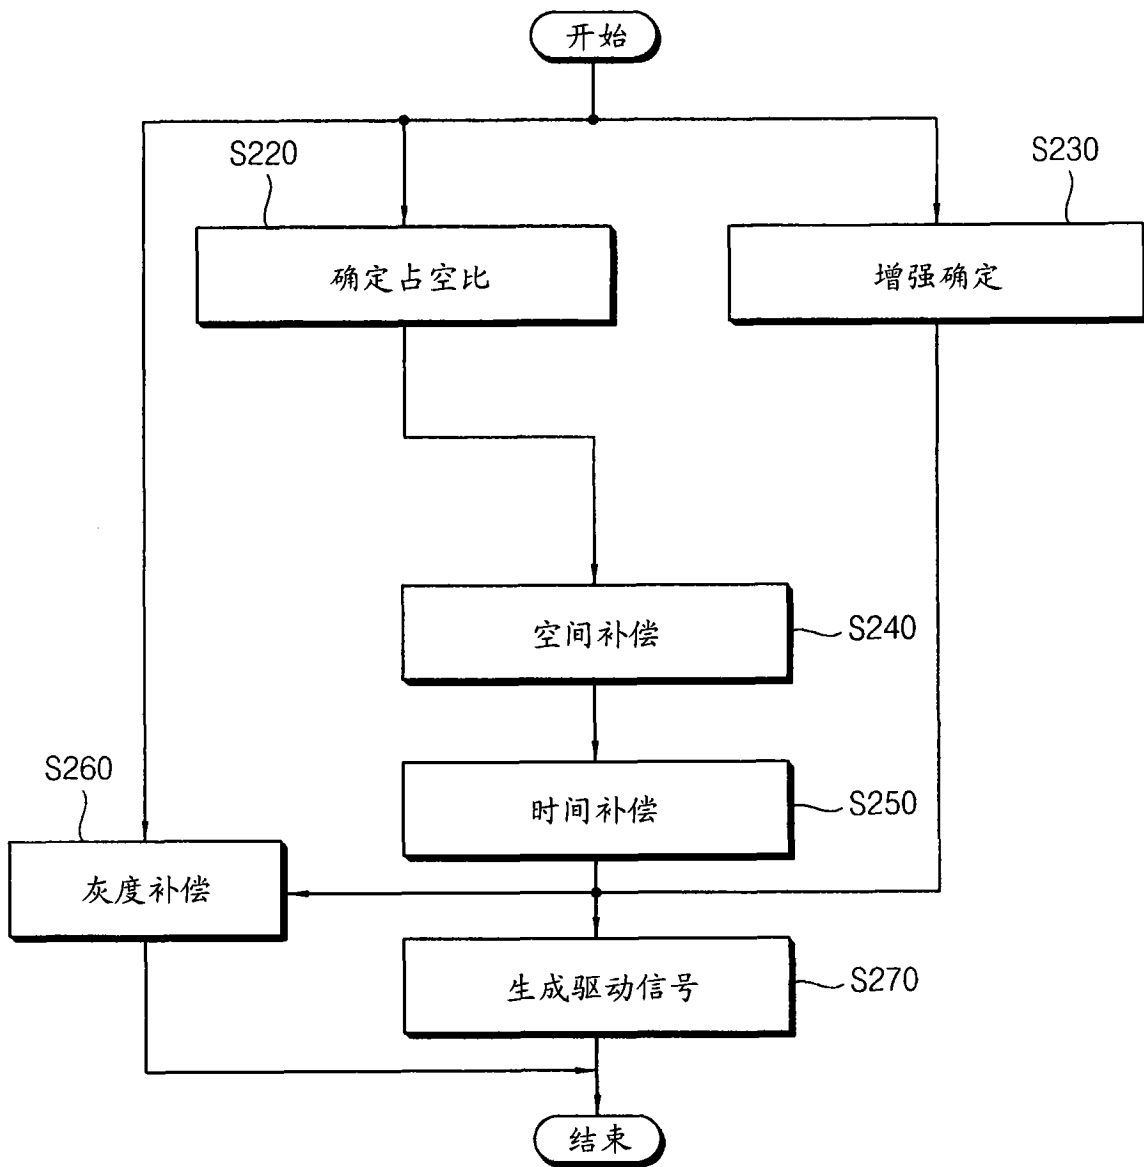 开始
S220
S230
确定占空比
增强确定
空间补偿
S240
S260
时间补偿
S250
灰度补偿
生成驱动信号
S270
结束